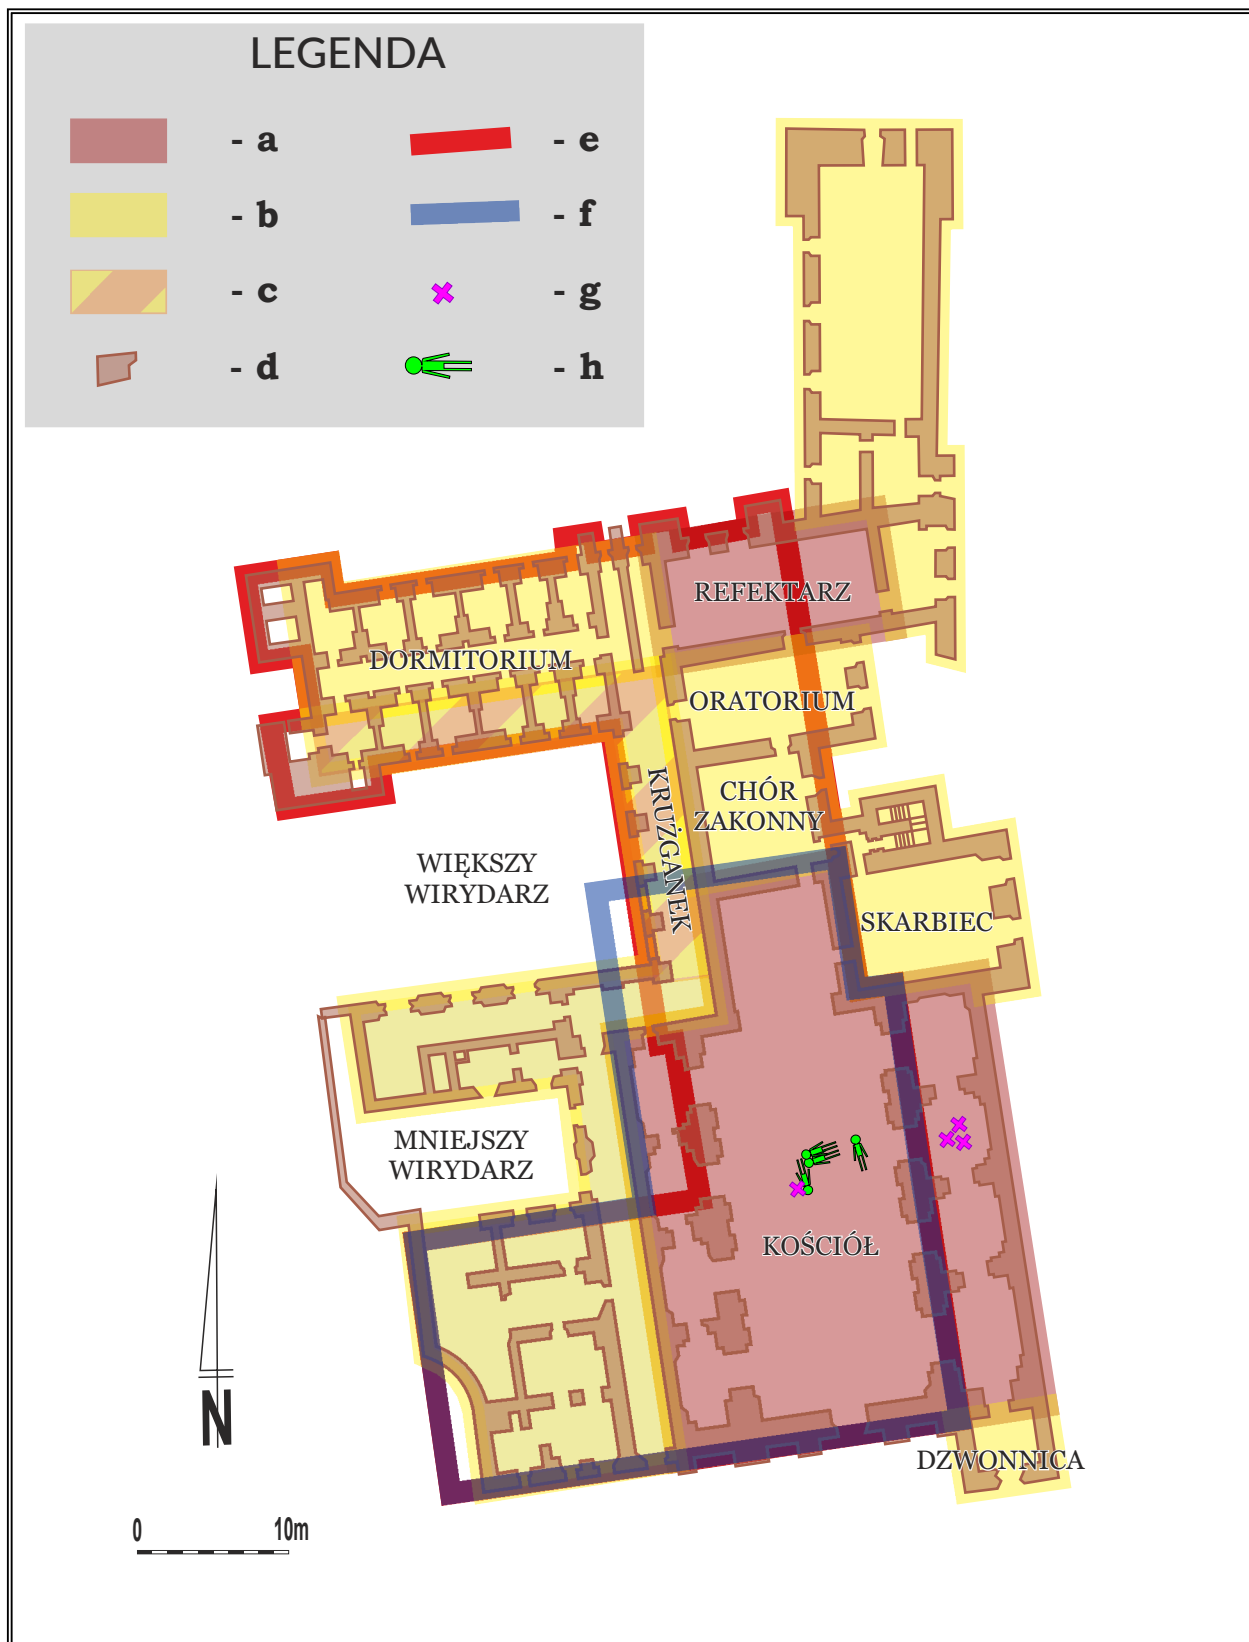 LEGENDA
- a
- e
- b
- f
- c
- g
- d
- h
REFEKTARZ
DORMITORIUM
ORATORIUM
KRUŻGANEK
CHÓR
ZAKONNY
WIĘKSZY
WIRYDARZ
SKARBIEC
MNIEJSZY
WIRYDARZ
KOŚCIÓŁ
N
DZWONNICA
0 10m